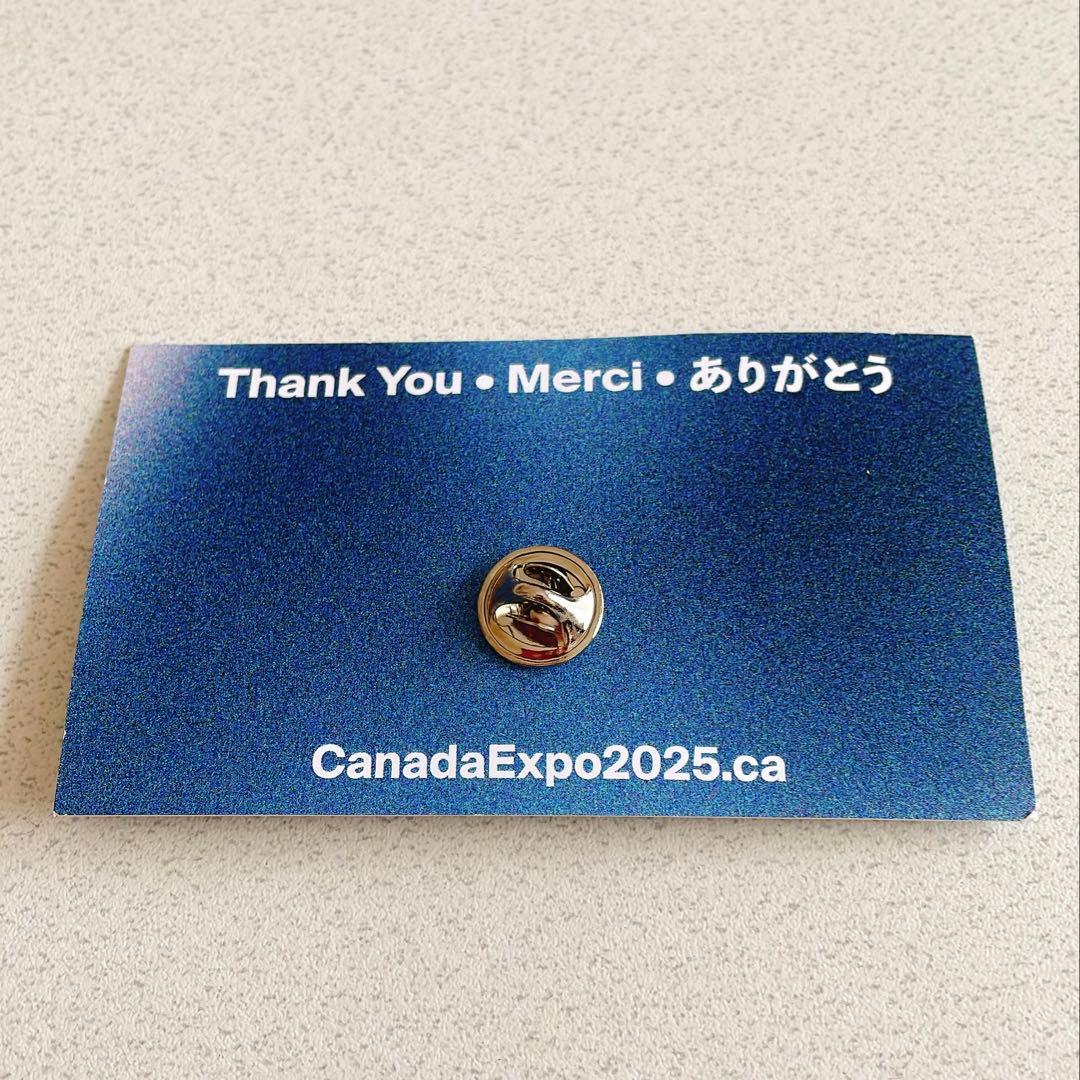 Thank You • Merci • ありがとう
CanadaExpo2025.ca